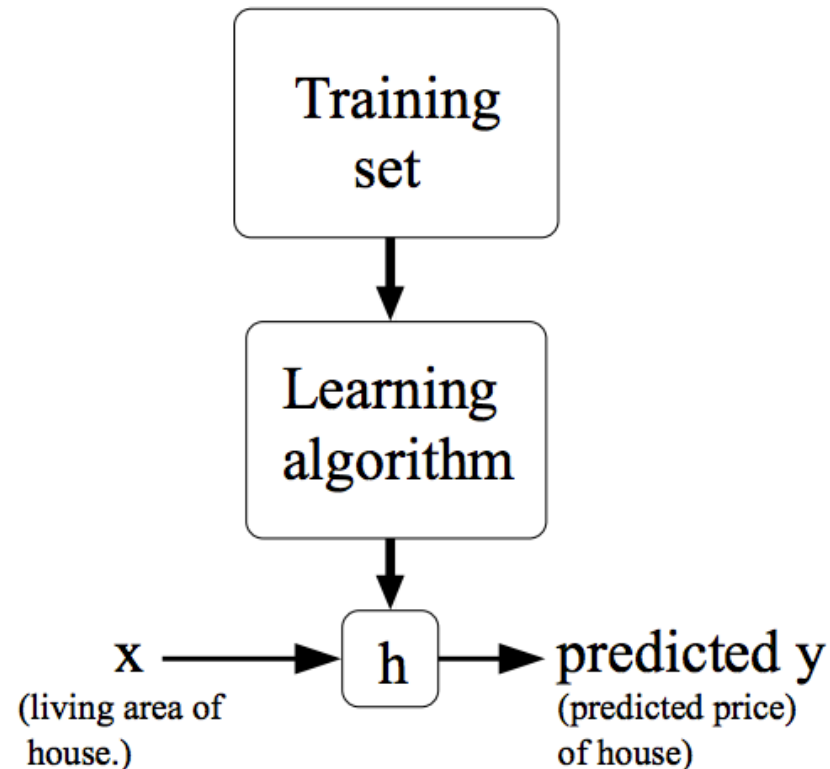 Training
set
Learning
algorithm
x
h
predicted y
(living area of
house.)
(predicted price)
of house)